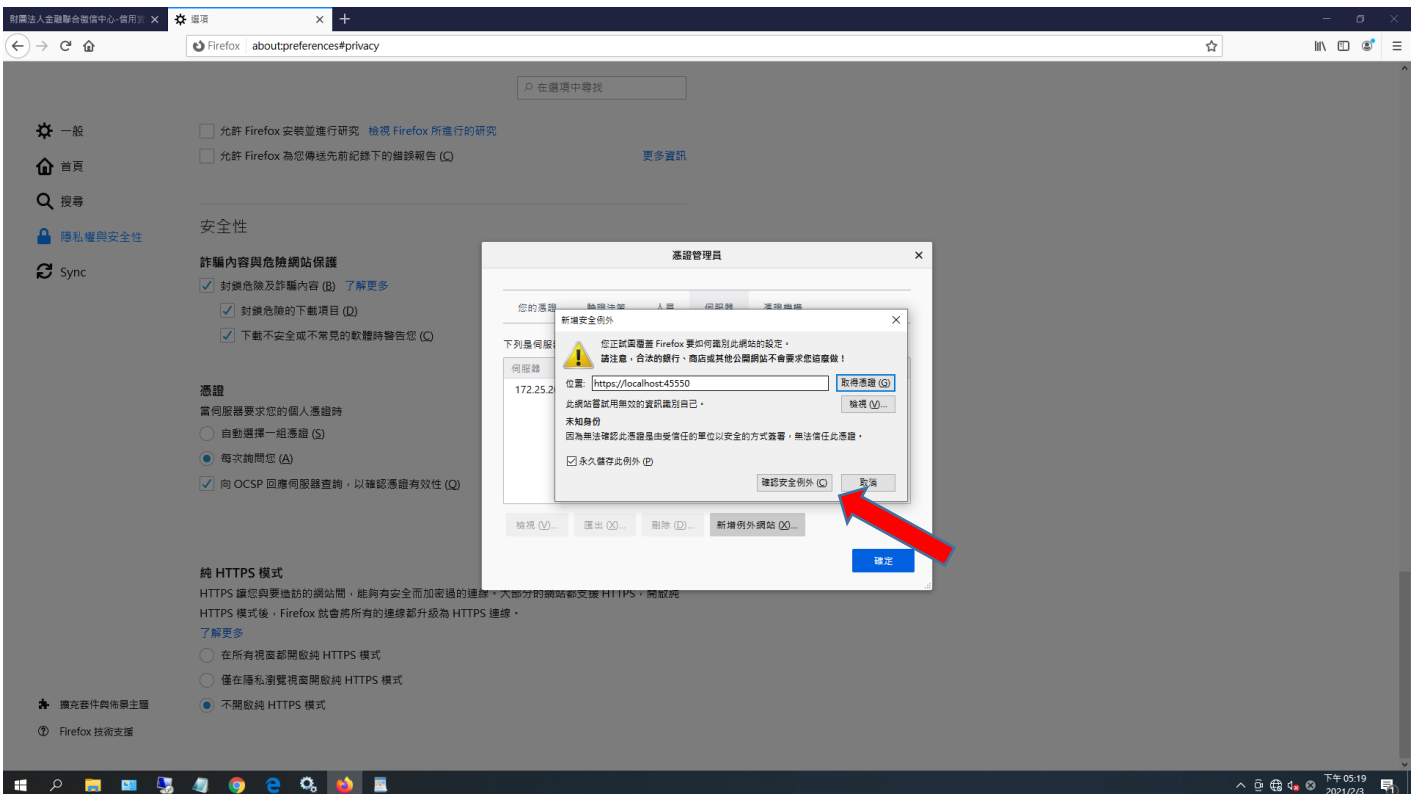 財團法人金融聯合徵信中心-信用
選項
Firefox about:preferences#privacy
在選項中尋找
一般
允許 Firefox 安裝並進行研究 檢視 Firefox 所進行的研究
允許 Firefox 為您傳送先前紀錄下的錯誤報告 (C)
更多資訊
首頁
搜尋
隱私權與安全性
Sync
安全性
詐騙內容與危險網站保護
封鎖危險及詐騙內容 (B) 了解更多
封鎖危險的下載項目 (D)
下載不安全或不常見的軟體時警告您 (C)
憑證
當伺服器要求您的個人憑證時
自動選擇一組憑證 (S)
每次詢問您 (A)
向 OCSP 回應伺服器查詢，以確認憑證有效性 (Q)
憑證管理員
您的憑證
人員
伺服器
憑證機構
下列是伺服
伺服器
172.25.2
新增安全例外
您正試圖覆蓋 Firefox 要如何識別此網站的設定。
請注意，合法的銀行、商店或其他公開網站不會要求您這麼做！
位置: https://localhost:45550 取得憑證 (G)
此網站嘗試用無效的資訊識別自己。 檢視 (V)...
未知身份
因為無法確認此憑證是由受信任的單位以安全的方式簽署，無法信任此憑證。
永久儲存此例外 (P)
確認安全例外 (C) 取消
檢視 (V)... 匯出 (X)... 刪除 (D)... 新增例外網站 (X)...
確定
純 HTTPS 模式
HTTPS 讓您與要造訪的網站間，能夠有安全而加密過的連線。大部分的網站都支援 HTTPS，開啟純
HTTPS 模式後，Firefox 就會將所有的連線都升級為 HTTPS 連線。
了解更多
在所有視窗都開啟純 HTTPS 模式
僅在隱私瀏覽視窗開啟純 HTTPS 模式
不開啟純 HTTPS 模式
擴充套件與佈景主題
Firefox 技術支援
下午 05:19
2021/2/3